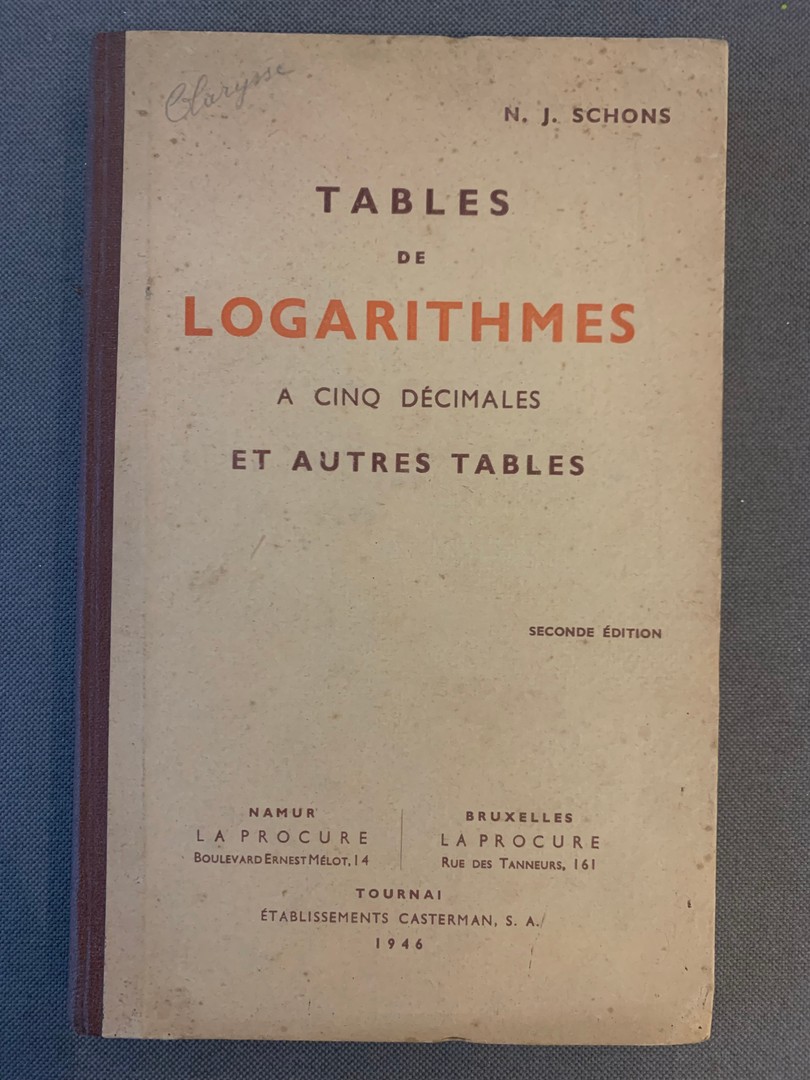 Clarysse
N. J. SCHONS
TABLES
DE
LOGARITHMES
A CINQ DÉCIMALES
ET AUTRES TABLES
SECONDE ÉDITION
NAMUR
LA PROCURE
BOULEVARD ERNEST MÉLOT, 14
BRUXELLES
LA PROCURE
RUE DES TANNEURS, 161
TOURNAI
ÉTABLISSEMENTS CASTERMAN, S. A.
1946